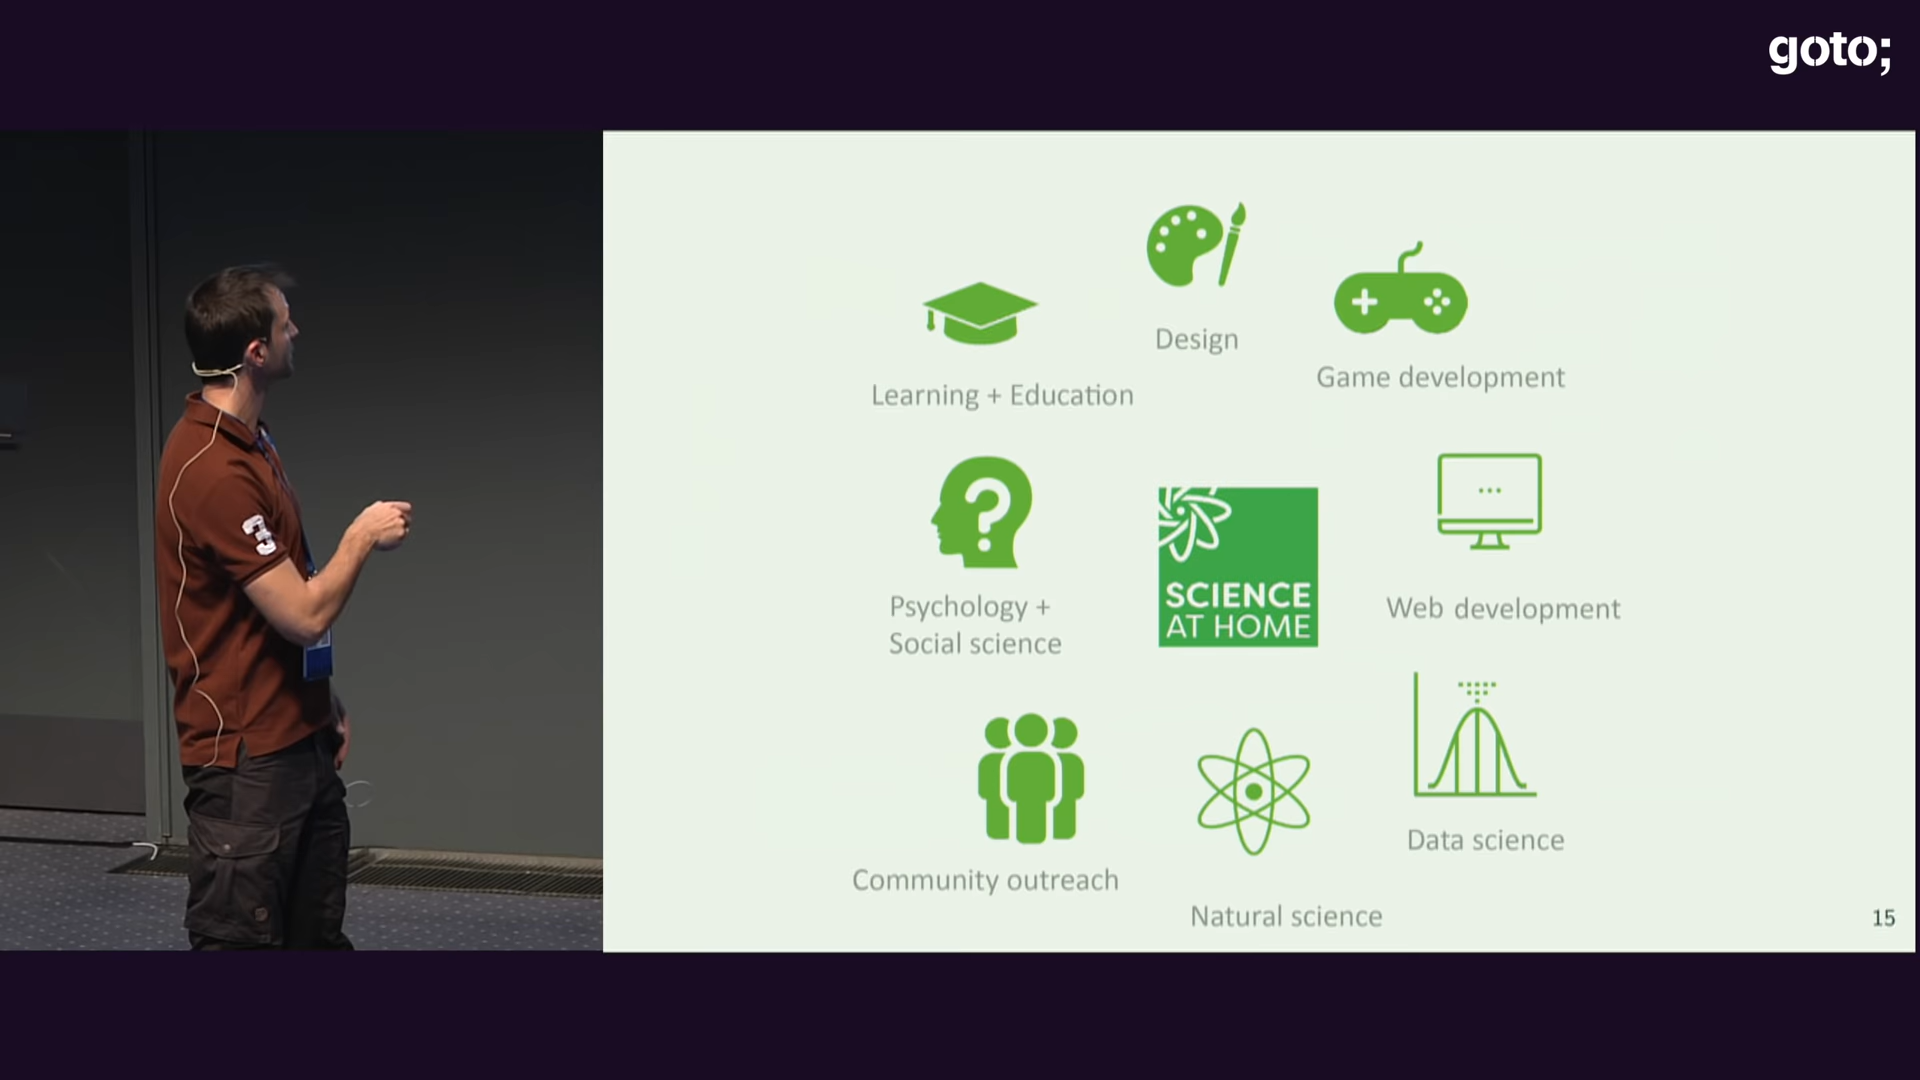 goto;
Design
Game development
Learning + Education
Psychology +
Social science
SCIENCE
AT HOME
Web development
Data science
Community outreach
Natural science
15
3